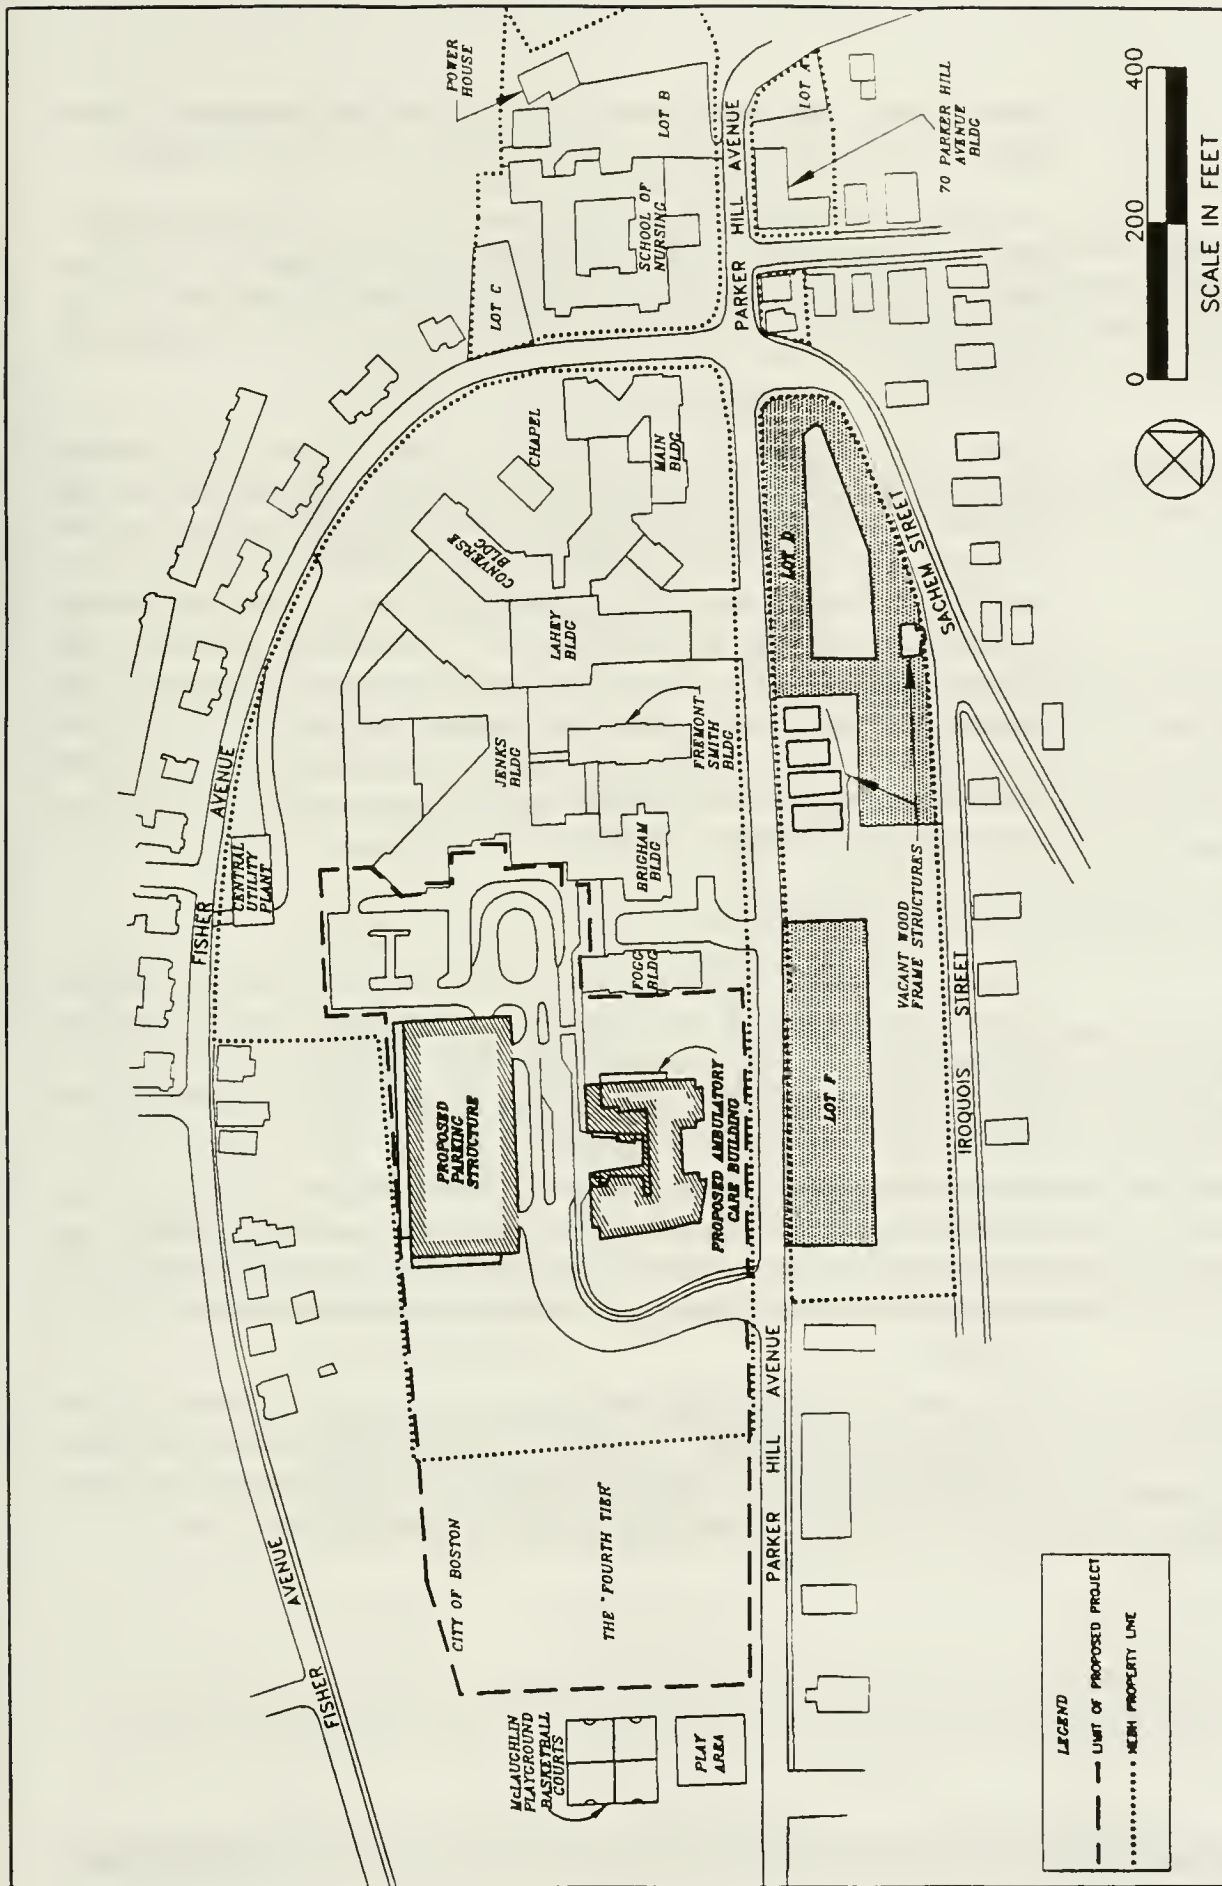 POWER
HOUSE
LOT B
LOT A
70 PARKER HILL
AVENUE
BLDG
SCHOOL OF
NURSING
LOT C
PARKER HILL AVENUE
CHAPEL
MAIN
BLDG
CONVERSE
BLDG
LAHEY
BLDG
LOT D
SACHEM STREET
JENKS
BLDG
FREMONT-
SMITH
BLDG
BRIGHAM
BLDG
FOGG
BLDG
FISHER AVENUE
CENTRAL
UTILITY
PLANT
VACANT WOOD
FRAME STRUCTURES
IROQUOIS STREET
LOT F
PROPOSED
PARKING
STRUCTURE
PROPOSED AMBULATORY
CARE BUILDING
PARKER HILL AVENUE
CITY OF BOSTON
THE "FOURTH TIER"
FISHER AVENUE
McLAUGHLIN
PLAYGROUND
BASKETBALL
COURTS
PLAY
AREA
0 200 400
SCALE IN FEET
LEGEND
LIMIT OF PROPOSED PROJECT
NEBH PROPERTY LINE